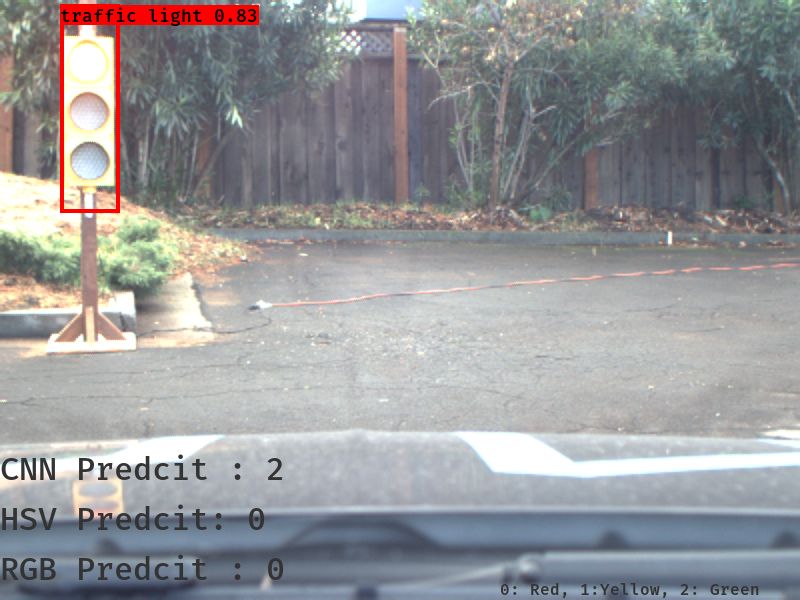 traffic light 0.83
CNN Predcit : 2
HSV Predcit: 0
RGB Predcit : 0
0: Red, 1:Yellow, 2: Green